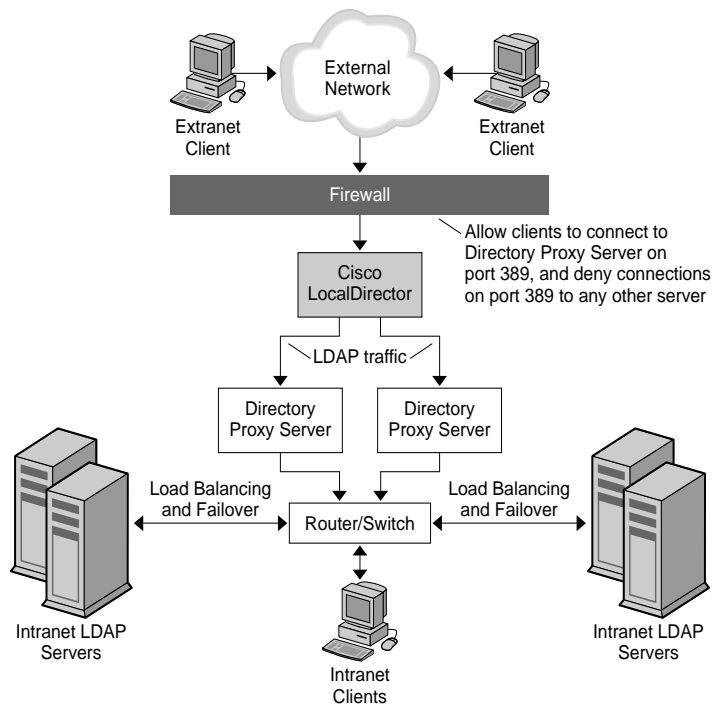 External
Network
Extranet
Client
Extranet
Client
Firewall
Allow clients to connect to
Directory Proxy Server on
port 389, and deny connections
on port 389 to any other server
Cisco
LocalDirector
LDAP traffic
Directory
Proxy Server
Directory
Proxy Server
Load Balancing
and Failover
Router/Switch
Load Balancing
and Failover
Intranet LDAP
Servers
Intranet LDAP
Servers
Intranet
Clients